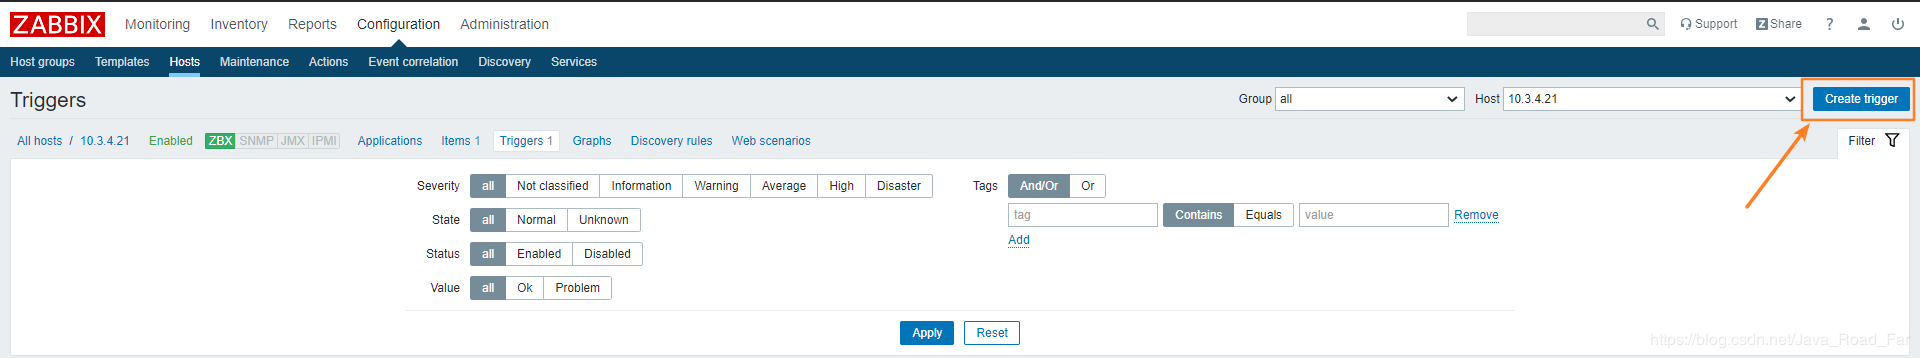 ZABBIX Monitoring Inventory Reports Configuration Administration Support Z Share ?
Host groups Templates Hosts Maintenance Actions Event correlation Discovery Services
Triggers Group all Host 10.3.4.21 Create trigger
All hosts / 10.3.4.21 Enabled ZBX SNMP JMX IPMI Applications Items 1 Triggers 1 Graphs Discovery rules Web scenarios Filter
Severity all Not classified Information Warning Average High Disaster Tags And/Or Or
State all Normal Unknown tag Contains Equals value Remove
Add
Status all Enabled Disabled
Value all Ok Problem
Apply Reset
https://blog.csdn.net/Java_Road_Far